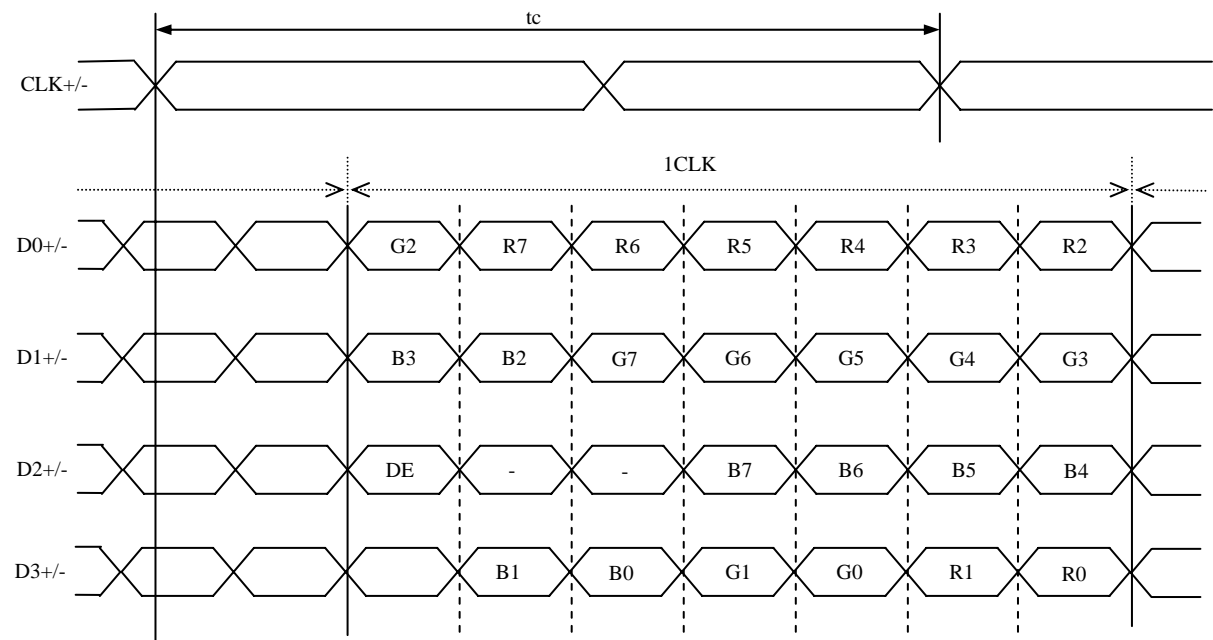 tc
CLK+/-
1CLK
D0+/- G2 R7 R6 R5 R4 R3 R2
D1+/- B3 B2 G7 G6 G5 G4 G3
D2+/- DE - - B7 B6 B5 B4
D3+/- B1 B0 G1 G0 R1 R0